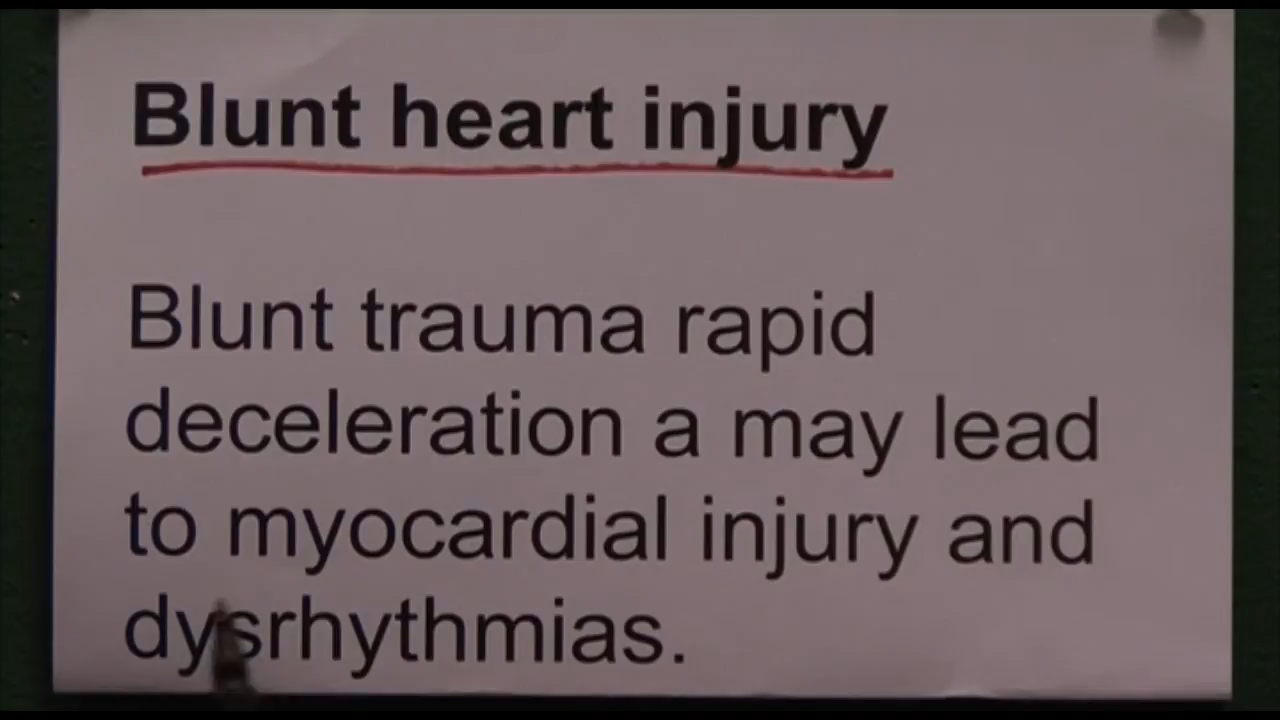 Blunt heart injury
Blunt trauma rapid
deceleration a may lead
to myocardial injury and
dysrhythmias.